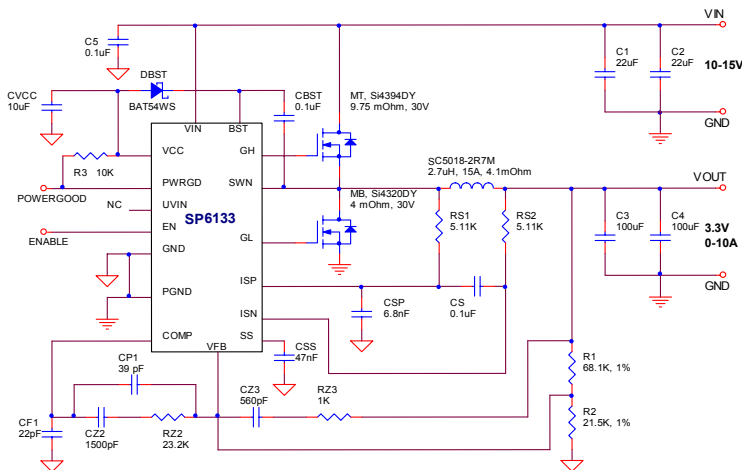 VIN
C5
0.1uF
C1
22uF
C2
22uF
10-15V
DBST
BAT54WS
CVCC
10uF
CBST
0.1uF
MT, Si4394DY
9.75 mOhm, 30V
GND
VIN
BST
VCC
GH
SC5018-2R7M
2.7uH, 15A, 4.1mOhm
R3 10K
PWRGD
SWN
VOUT
POWERGOOD
NC
UVIN
SP6133
MB, Si4320DY
4 mOhm, 30V
RS1
5.11K
RS2
5.11K
C3
100uF
C4
100uF
3.3V
0-10A
ENABLE
EN
GL
GND
GND
ISP
CSP
6.8nF
CS
0.1uF
PGND
ISN
COMP
SS
VFB
CSS
47nF
CP1
39 pF
R1
68.1K, 1%
CZ3
560pF
RZ3
1K
CF1
22pF
CZ2
1500pF
RZ2
23.2K
R2
21.5K, 1%